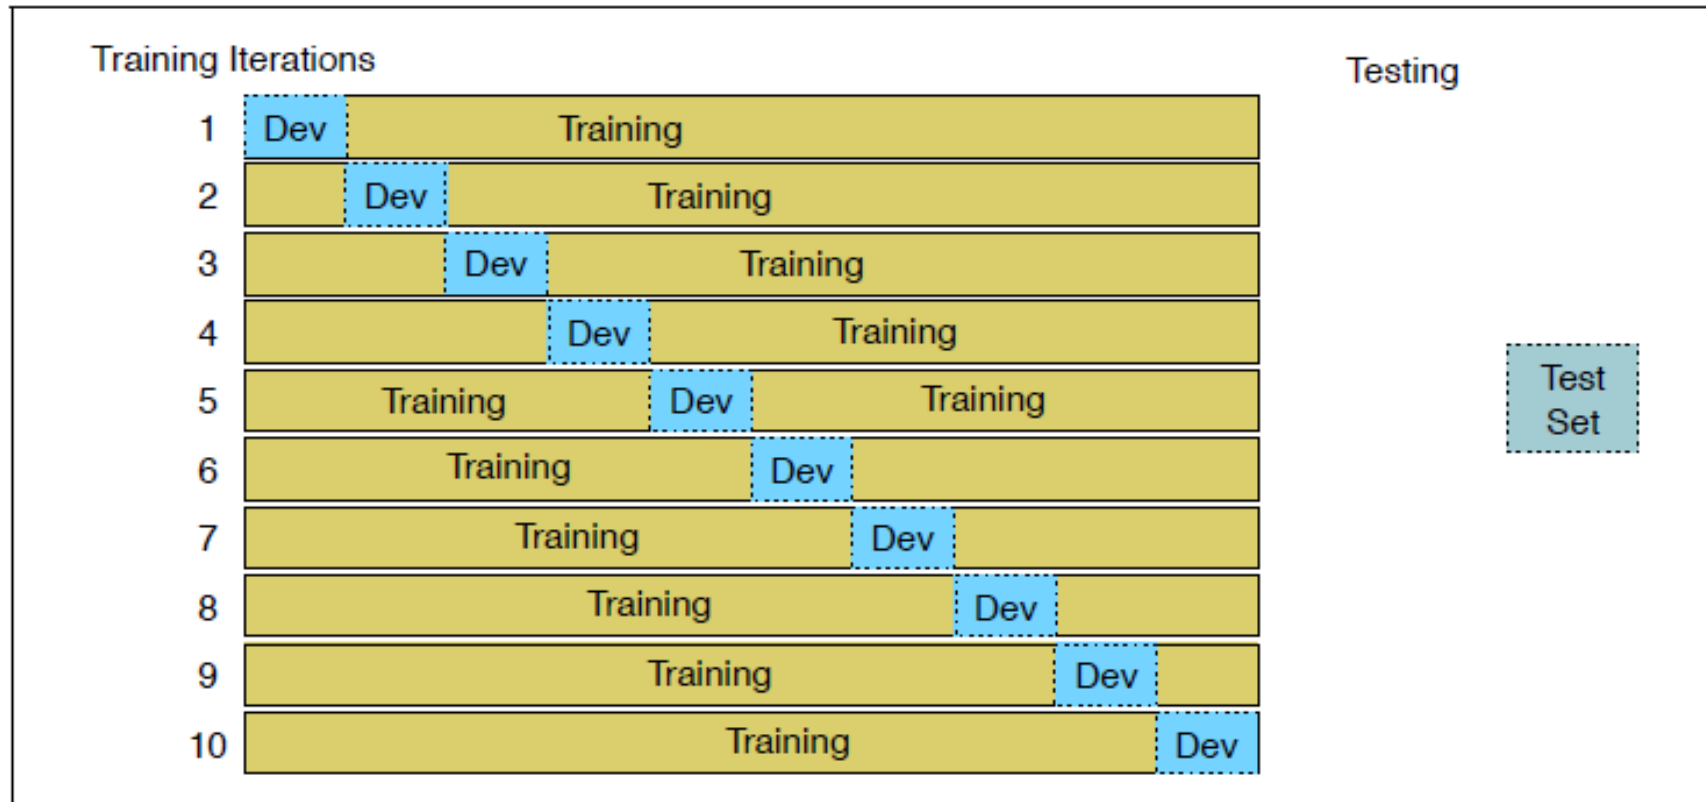 Training Iterations
Testing
1 Dev Training
2 Dev Training
3 Dev Training
4 Dev Training
5 Training Dev Training
6 Training Dev
7 Training Dev
8 Training Dev
9 Training Dev
10 Training Dev
Test
Set